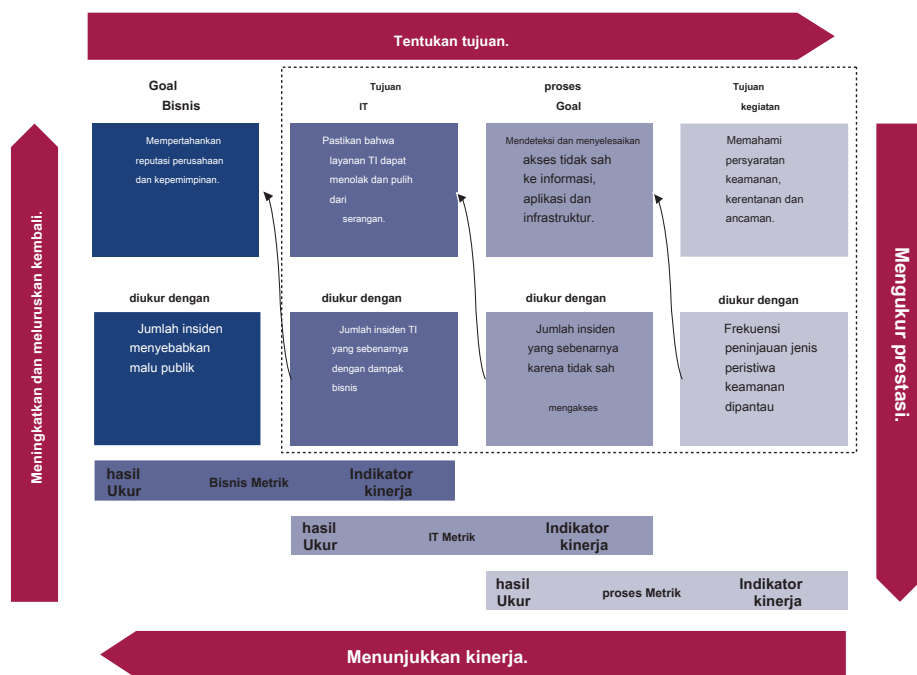 Tentukan tujuan.
Goal
Bisnis
Tujuan
IT
proses
Goal
Tujuan
kegiatan
Mempertahankan
reputasi perusahaan
dan kepemimpinan.
Pastikan bahwa
layanan TI dapat
menolak dan pulih
dari
serangan.
Mendeteksi dan menyelesaikan
akses tidak sah
ke informasi,
aplikasi dan
infrastruktur.
Memahami
persyaratan
keamanan,
kerentanan dan
ancaman.
diukur dengan
diukur dengan
diukur dengan
diukur dengan
Jumlah insiden
menyebabkan
malu publik
Jumlah insiden TI
yang sebenarnya
dengan dampak
bisnis
Jumlah insiden
yang sebenarnya
karena tidak sah
mengakses
Frekuensi
peninjauan jenis
peristiwa
keamanan
dipantau
hasil
Ukur
Bisnis Metrik
Indikator
kinerja
hasil
Ukur
IT Metrik
Indikator
kinerja
hasil
Ukur
proses Metrik
Indikator
kinerja
Meningkatkan dan meluruskan kembali.
Mengukur prestasi.
Menunjukkan kinerja.